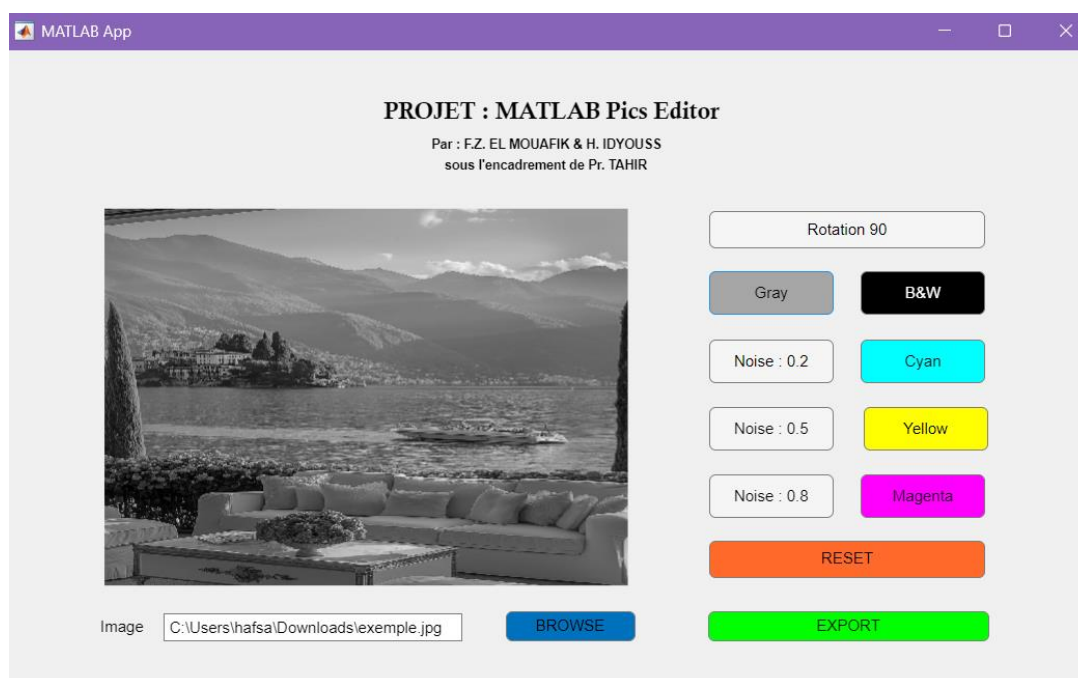 MATLAB App
PROJET : MATLAB Pics Editor
Par : F.Z. EL MOUAFIK & H. IDYOUSS
sous l'encadrement de Pr. TAHIR
Rotation 90
Gray
B&W
Noise : 0.2
Cyan
Noise : 0.5
Yellow
Noise : 0.8
Magenta
RESET
Image
C:\Users\hafsa\Downloads\exemple.jpg
BROWSE
EXPORT